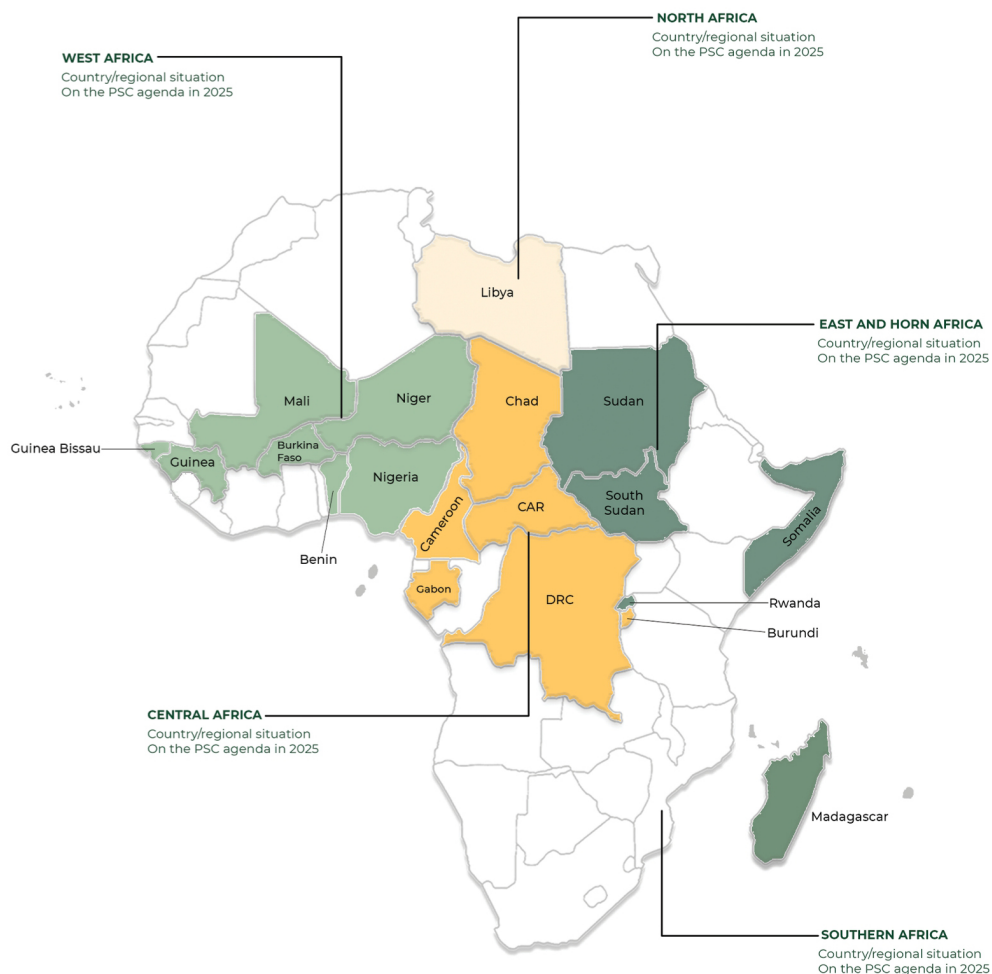 NORTH AFRICA
Country/regional situation
On the PSC agenda in 2025
WEST AFRICA
Country/regional situation
On the PSC agenda in 2025
Libya
EAST AND HORN AFRICA
Country/regional situation
On the PSC agenda in 2025
Mali
Niger
Chad
Sudan
Guinea Bissau
Guinea
Burkina
Faso
Nigeria
Cameroon
CAR
South
Sudan
Somalia
Benin
Gabon
DRC
Rwanda
Burundi
CENTRAL AFRICA
Country/regional situation
On the PSC agenda in 2025
Madagascar
SOUTHERN AFRICA
Country/regional situation
On the PSC agenda in 2025